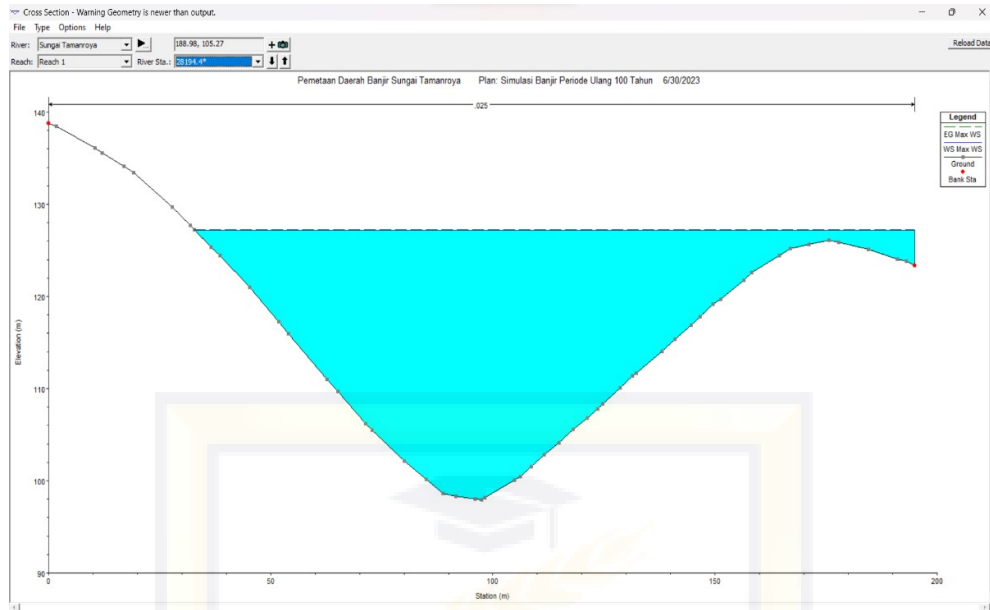 Cross Section - Warning Geometry is newer than output.
File Type Options Help
River: Sungai Tamanroya 188.98, 105.27 Reload Data
Reach: Reach 1 River Sta.: 28194.4*
Pemetaan Daerah Banjir Sungai Tamanroya Plan: Simulasi Banjir Periode Ulang 100 Tahun 6/30/2023
.025
Legend
EG Max WS
WS Max WS
Ground
Bank Sta
140
130
120
110
100
90
Elevation (m)
0 50 100 150 200
Station (m)